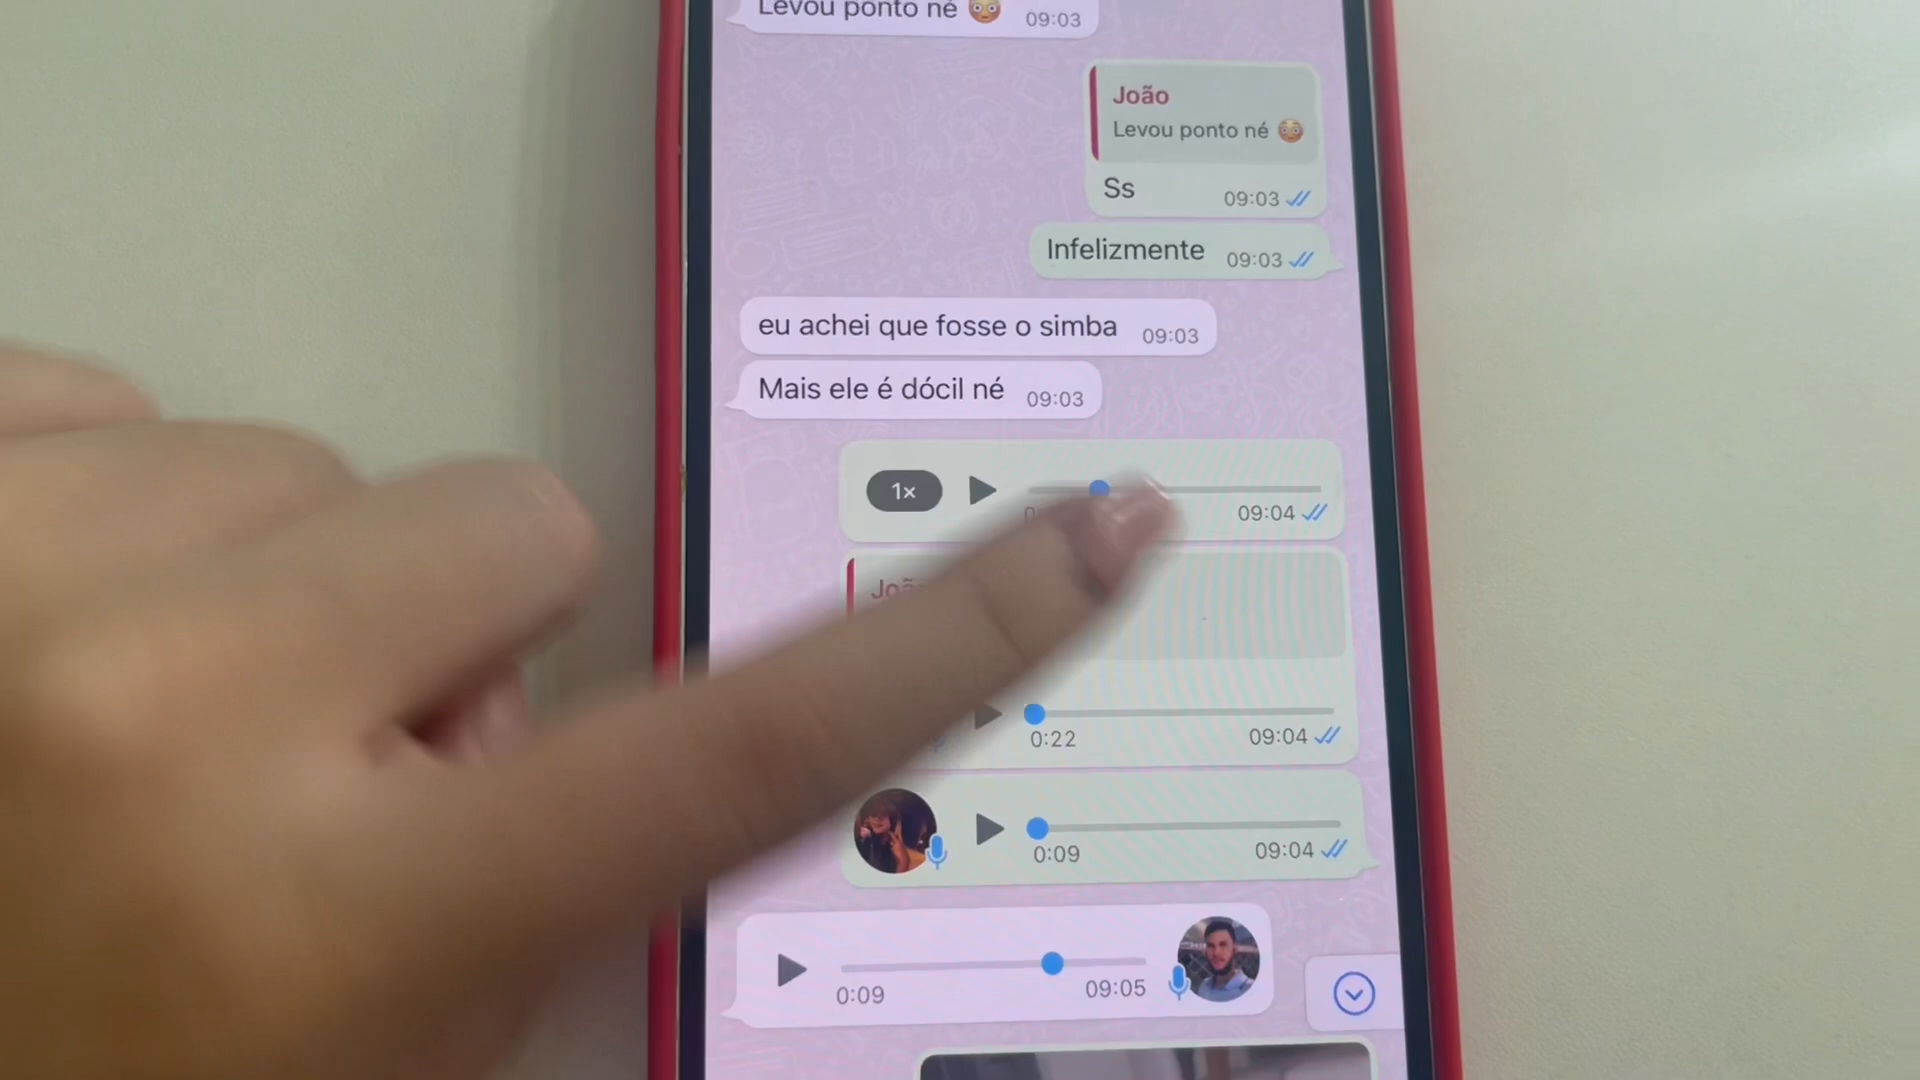 Levou ponto né 😳 09:03
João
Levou ponto né 😳
Ss 09:03
Infelizmente 09:03
eu achei que fosse o simba 09:03
Mais ele é dócil né 09:03
1x
09:04
0:22 09:04
0:09 09:04
0:09 09:05